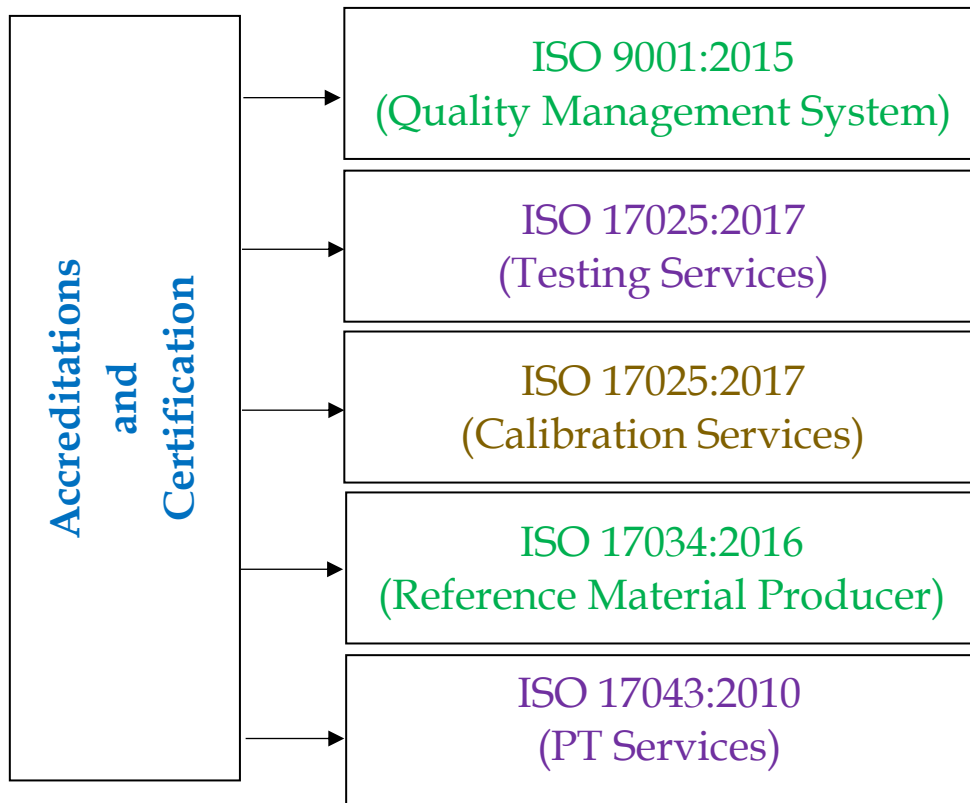 Accreditations
and
Certification
ISO 9001:2015
(Quality Management System)
ISO 17025:2017
(Testing Services)
ISO 17025:2017
(Calibration Services)
ISO 17034:2016
(Reference Material Producer)
ISO 17043:2010
(PT Services)